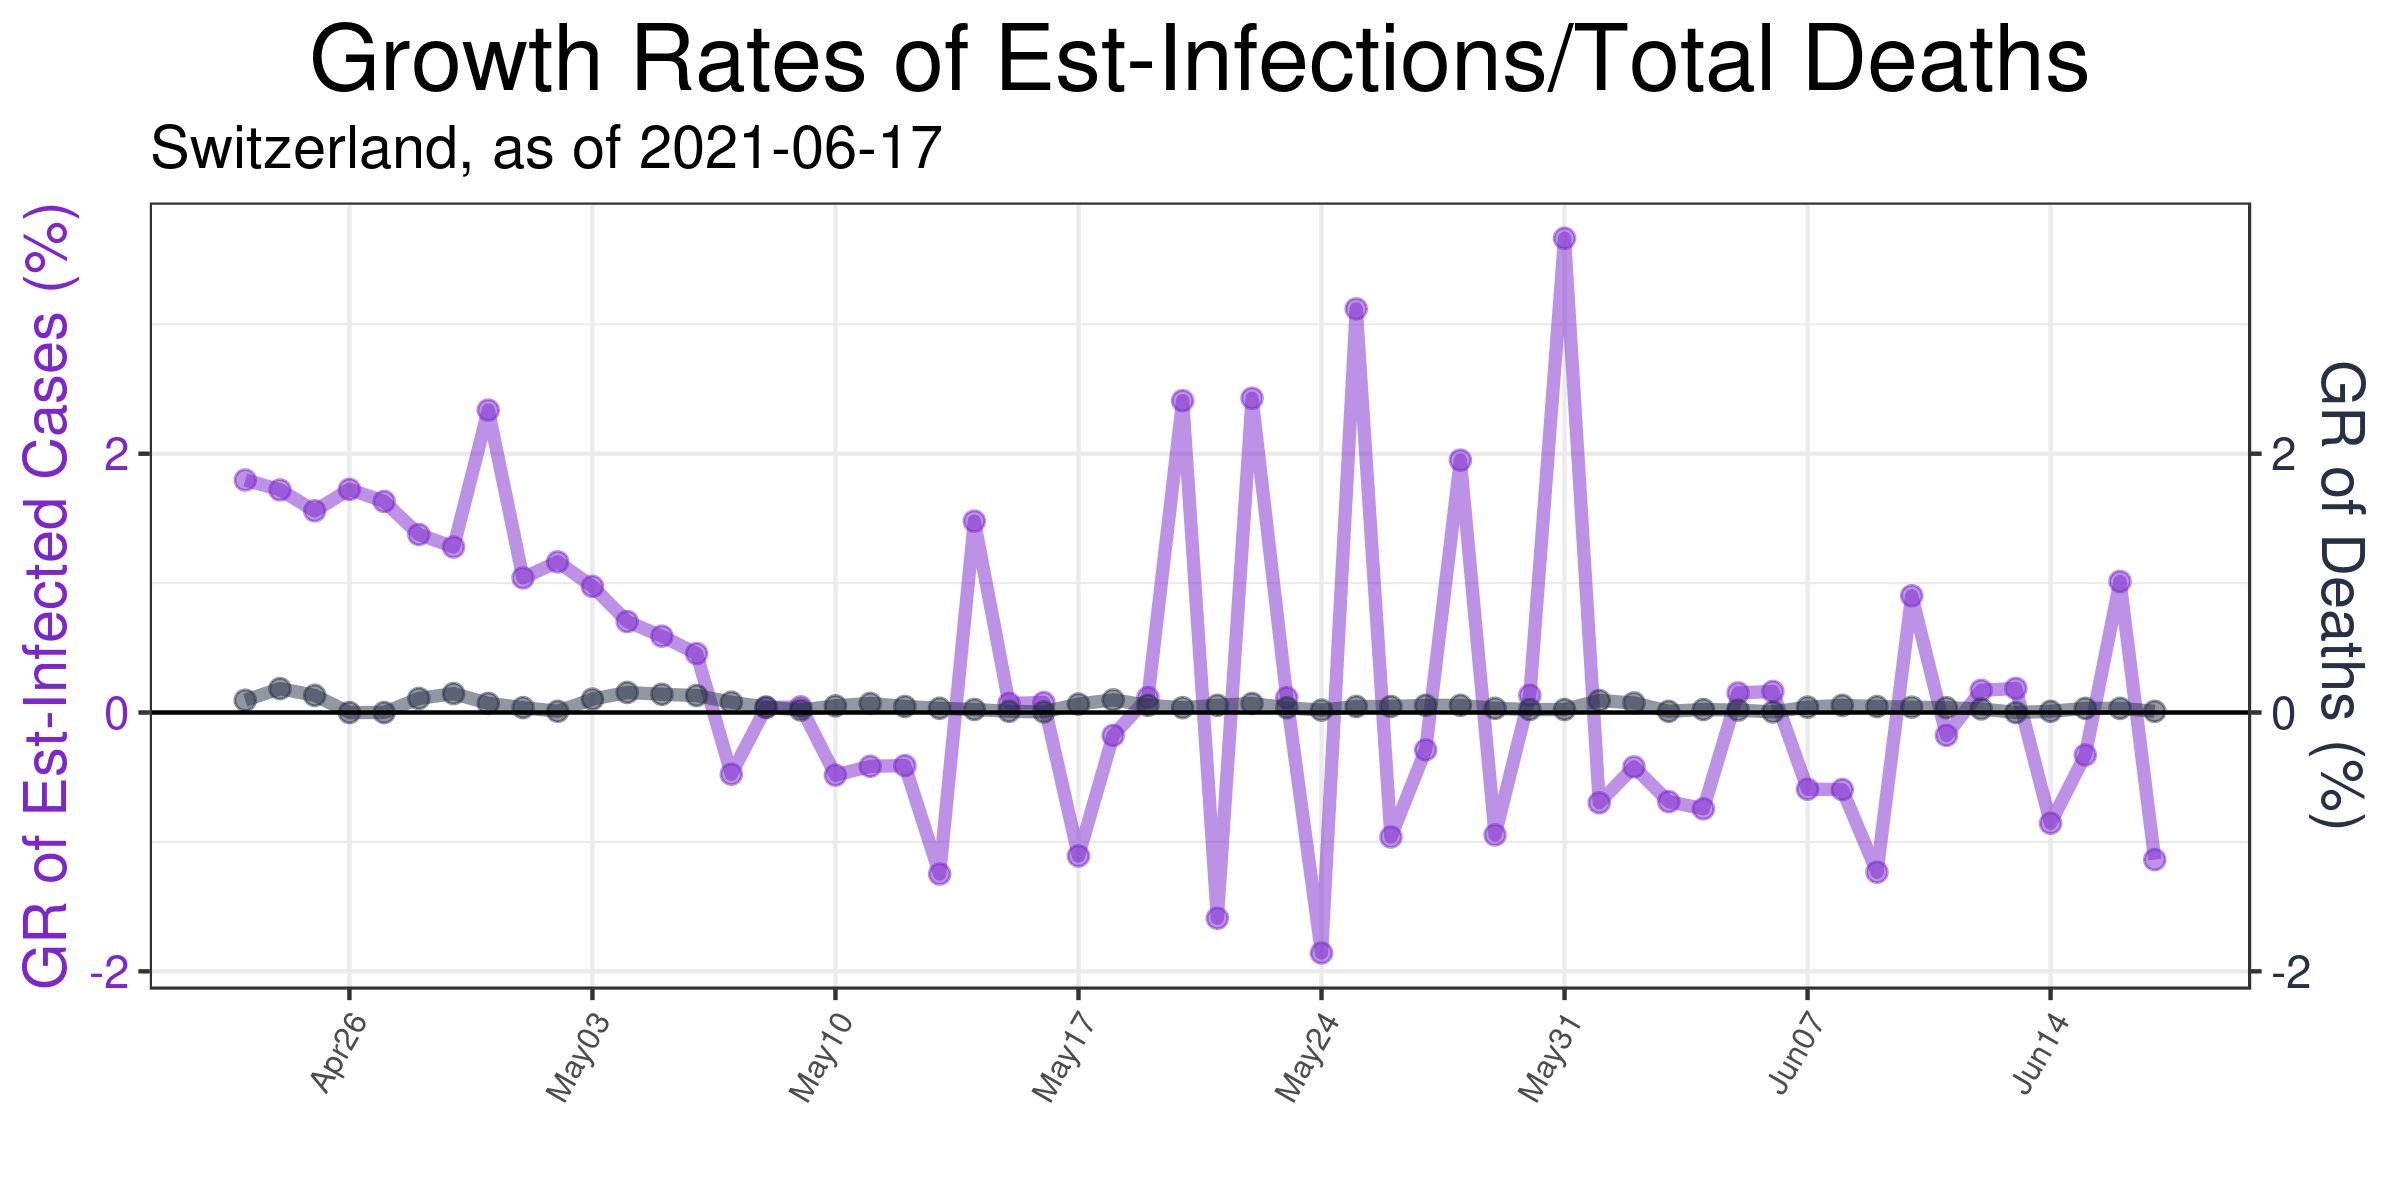 Growth Rates of Est-Infections/Total Deaths
Switzerland, as of 2021-06-17
GR of Est-Infected Cases (%)
2
0
-2
GR of Deaths (%)
2
0
-2
Apr26
May03
May10
May17
May24
May31
Jun07
Jun14